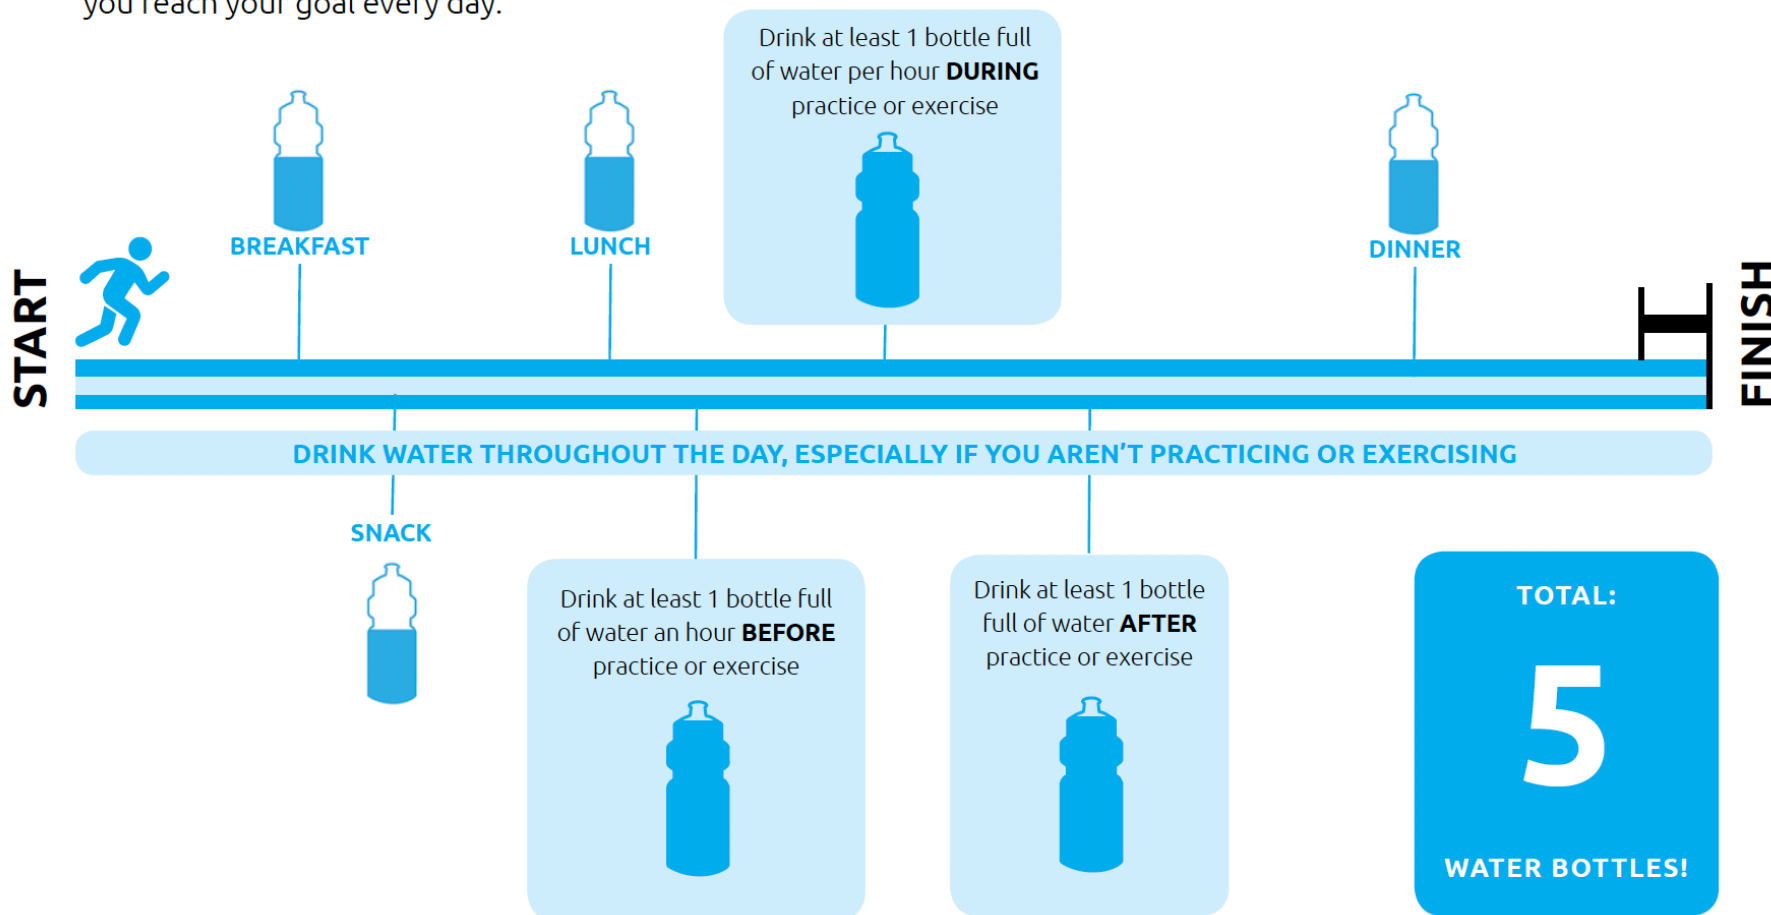 you reach your goal every day.
Drink at least 1 bottle full
of water per hour DURING
practice or exercise
BREAKFAST
LUNCH
DINNER
START
FINISH
DRINK WATER THROUGHOUT THE DAY, ESPECIALLY IF YOU AREN'T PRACTICING OR EXERCISING
SNACK
Drink at least 1 bottle full
of water an hour BEFORE
practice or exercise
Drink at least 1 bottle
full of water AFTER
practice or exercise
TOTAL:
5
WATER BOTTLES!